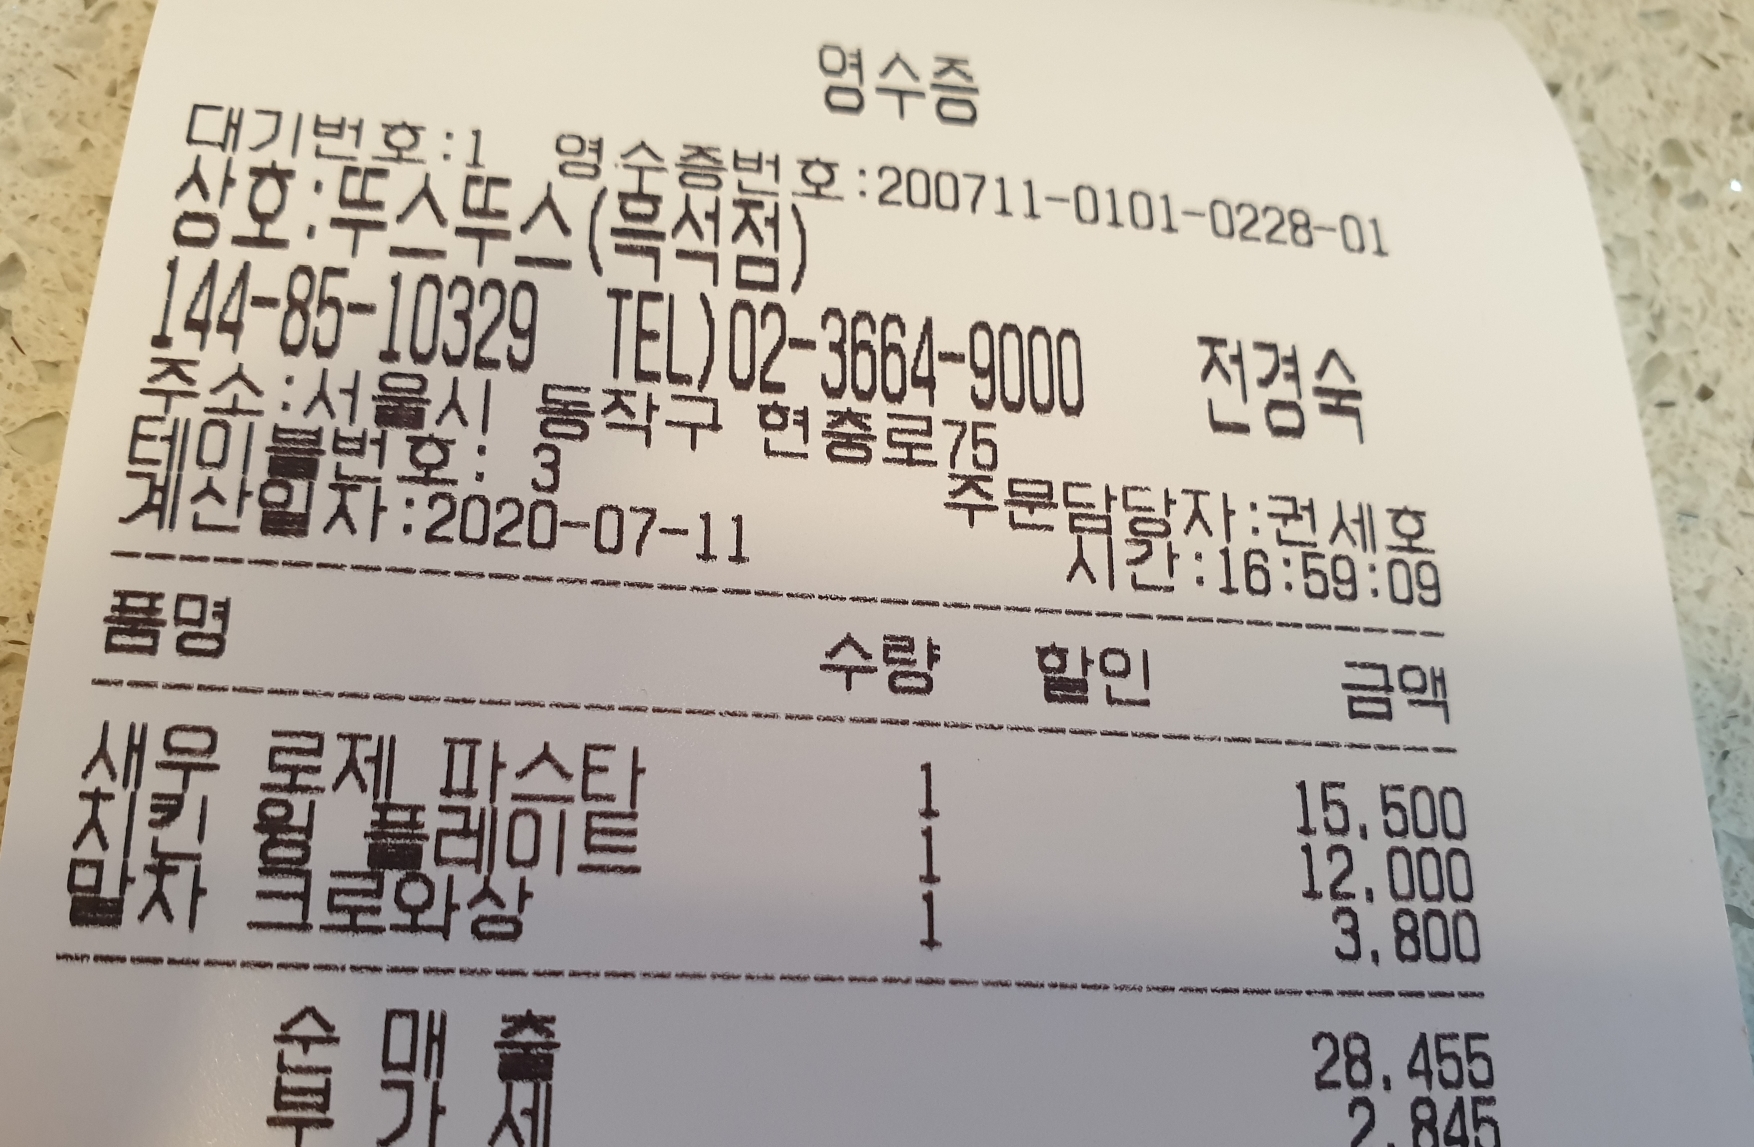 영수증
대기번호:1 영수증번호:200711-0101-0228-01
상호:뚜스뚜스(흑석점)
144-85-10329 TEL)02-3664-9000 전경숙
주소:서울시 동작구 현충로75
테이블번호: 3 주문담당자:권세호
계산일자:2020-07-11 시간:16:59:09
품명 수량 할인 금액
새우 로제 파스타 1 15,500
치킨 윙 플레이트 1 12,000
말차 크로와상 1 3,800
순 매 출 28,455
부 가 세 2,845